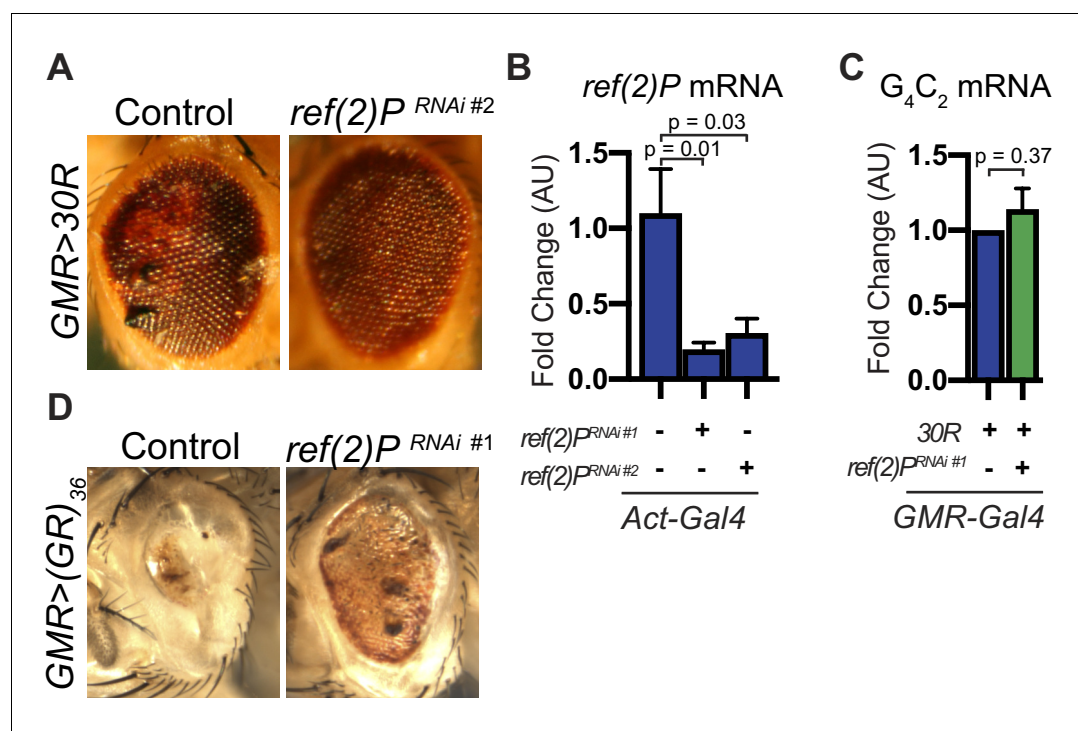 A
Control
ref(2)P RNAi #2
GMR>30R
B
ref(2)P mRNA
p = 0.03
p = 0.01
Fold Change (AU)
1.5
1.0
0.5
0.0
ref(2)P RNAi #1 - + -
ref(2)P RNAi #2 - - +
Act-Gal4
C
G4C2 mRNA
p = 0.37
Fold Change (AU)
1.5
1.0
0.5
0.0
30R + +
ref(2)P RNAi #1 - +
GMR-Gal4
D
Control
ref(2)P RNAi #1
GMR>(GR)36